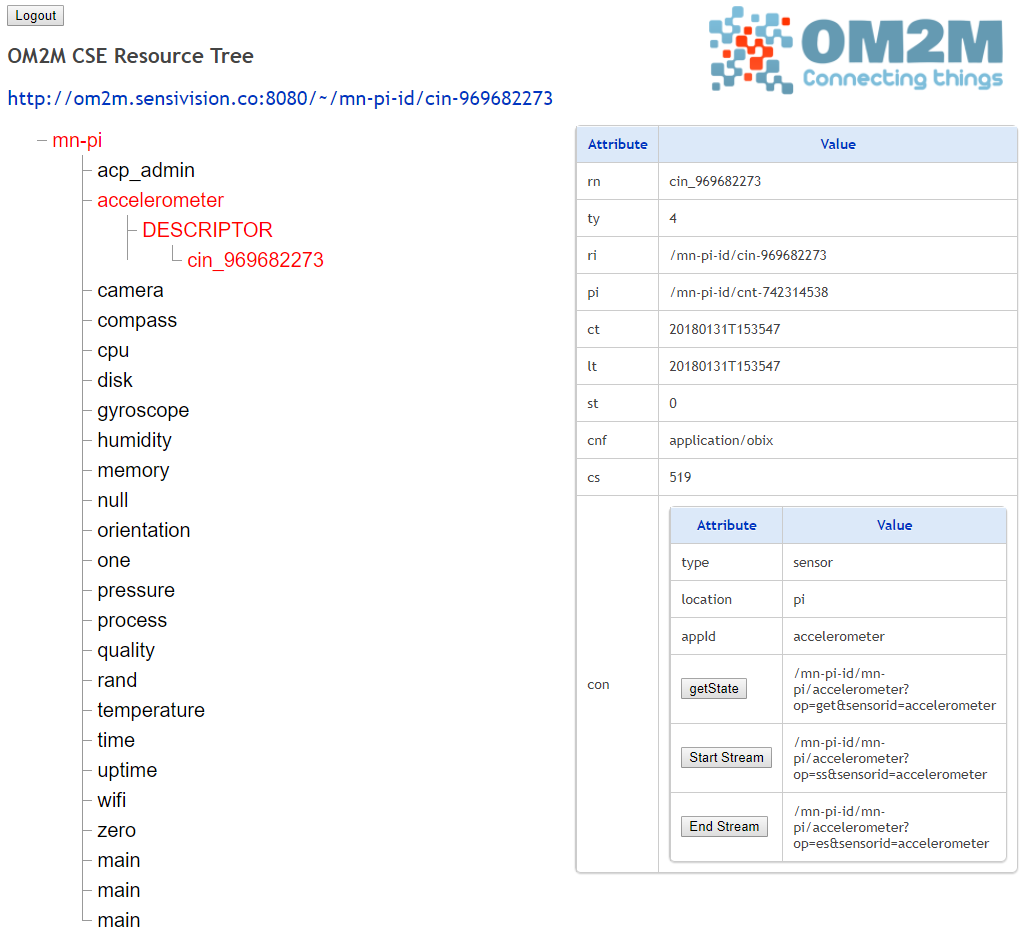 Logout
OM2M
Connecting things
OM2M CSE Resource Tree
http://om2m.sensivision.co:8080/~/mn-pi-id/cin-969682273
mn-pi
acp_admin
accelerometer
DESCRIPTOR
cin_969682273
camera
compass
cpu
disk
gyroscope
humidity
memory
null
orientation
one
pressure
process
quality
rand
temperature
time
uptime
wifi
zero
main
main
main
Attribute Value
rn cin_969682273
ty 4
ri /mn-pi-id/cin-969682273
pi /mn-pi-id/cnt-742314538
ct 20180131T153547
lt 20180131T153547
st 0
cnf application/obix
cs 519
con
Attribute Value
type sensor
location pi
appId accelerometer
getState
/mn-pi-id/mn-
pi/accelerometer?
op=get&sensorid=accelerometer
Start Stream
/mn-pi-id/mn-
pi/accelerometer?
op=ss&sensorid=accelerometer
End Stream
/mn-pi-id/mn-
pi/accelerometer?
op=es&sensorid=accelerometer